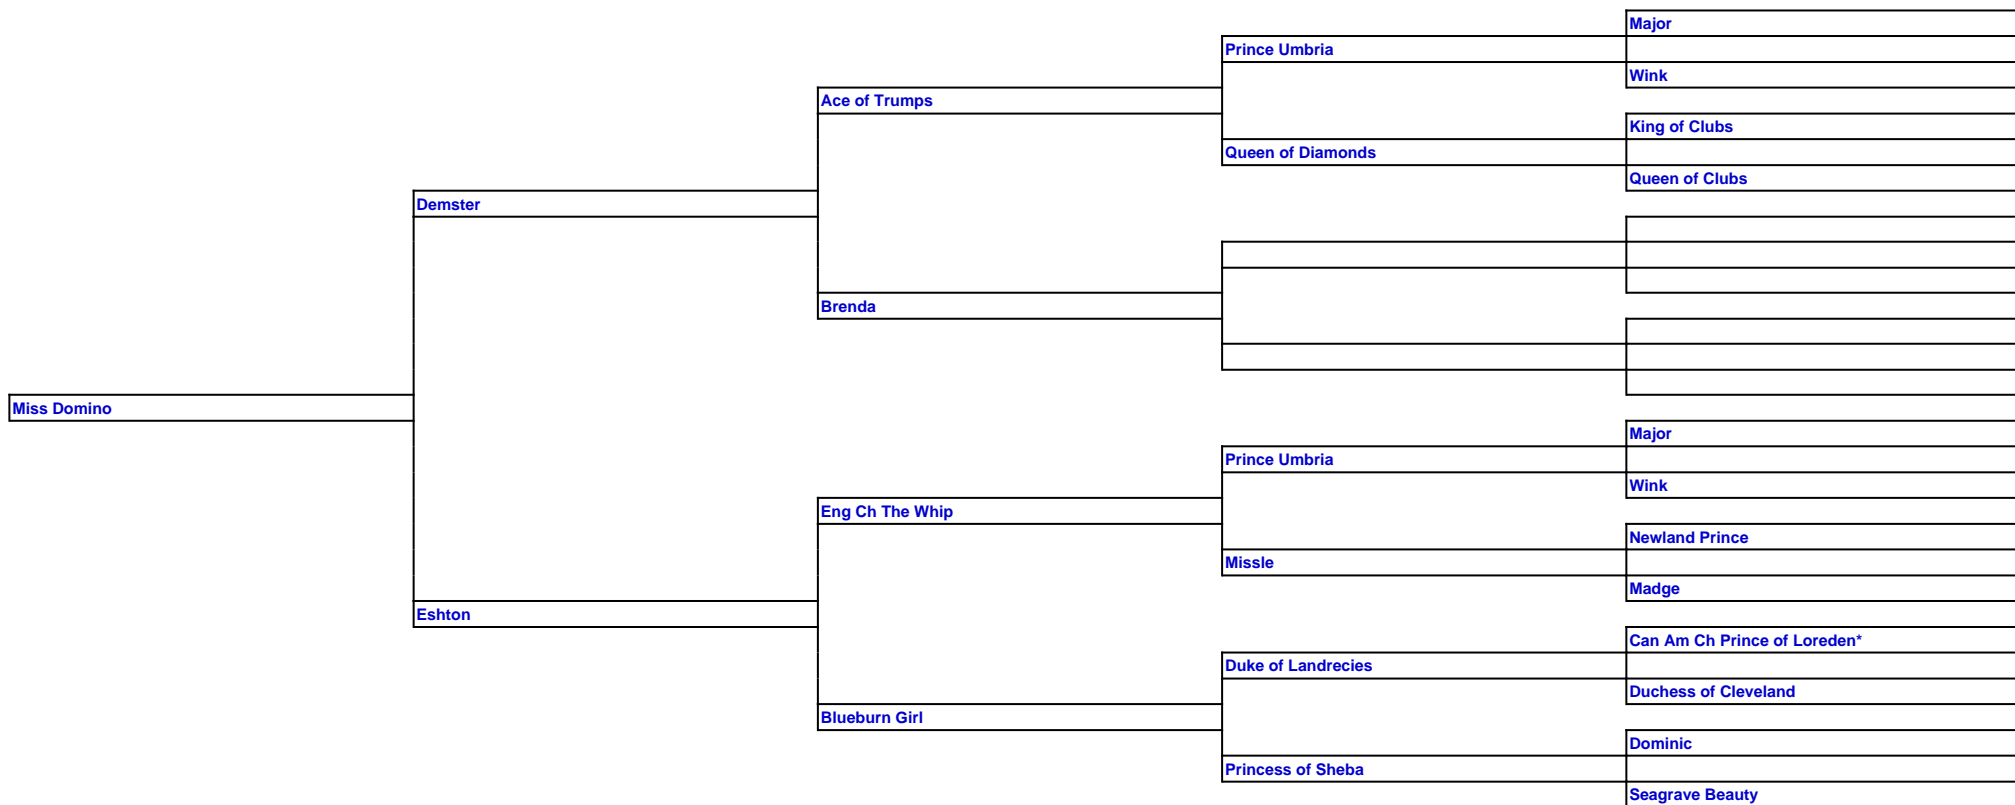 Major
Prince Umbria
Wink
Ace of Trumps
King of Clubs
Queen of Diamonds
Queen of Clubs
Demster
Brenda
Miss Domino
Major
Prince Umbria
Wink
Eng Ch The Whip
Newland Prince
Missle
Madge
Eshton
Can Am Ch Prince of Loreden*
Duke of Landrecies
Duchess of Cleveland
Blueburn Girl
Dominic
Princess of Sheba
Seagrave Beauty